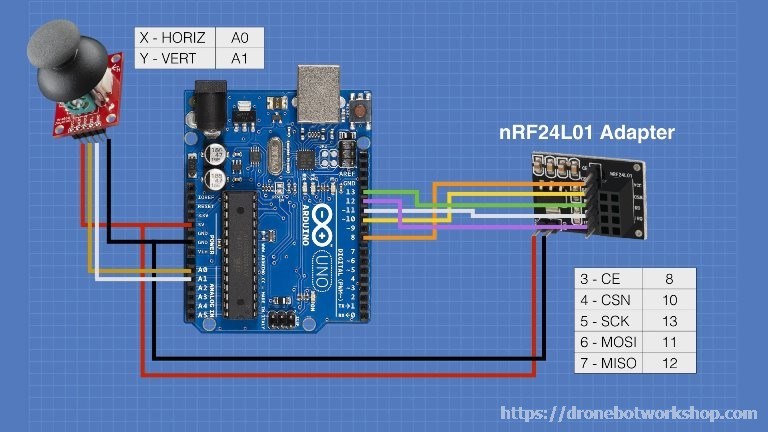 X - HORIZ A0
Y - VERT A1
nRF24L01 Adapter
NRF24L01
AREF
GND
13
12
~11
~10
~9
8
7
~6
~5
4
~3
2
TX→1
RX←0
DIGITAL (PWM~)
ARDUINO
UNO
IOREF
RESET
3.3V
5V
GND
GND
Vin
POWER
A0
A1
A2
A3
A4
A5
ANALOG IN
3 - CE 8
4 - CSN 10
5 - SCK 13
6 - MOSI 11
7 - MISO 12
https://dronebotworkshop.com